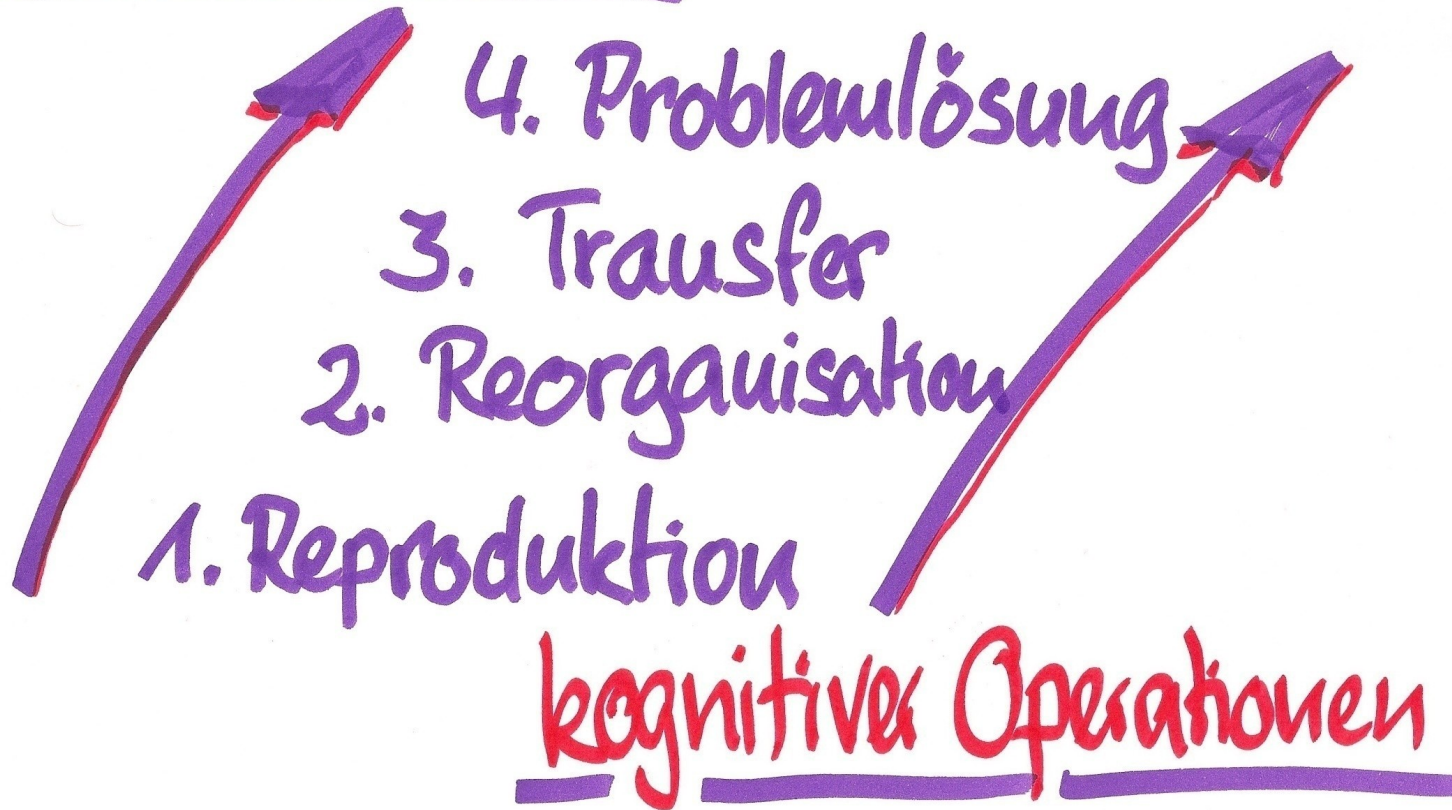 4. Problemlösung
3. Transfer
2. Reorganisation
1. Reproduktion
kognitiver Operationen